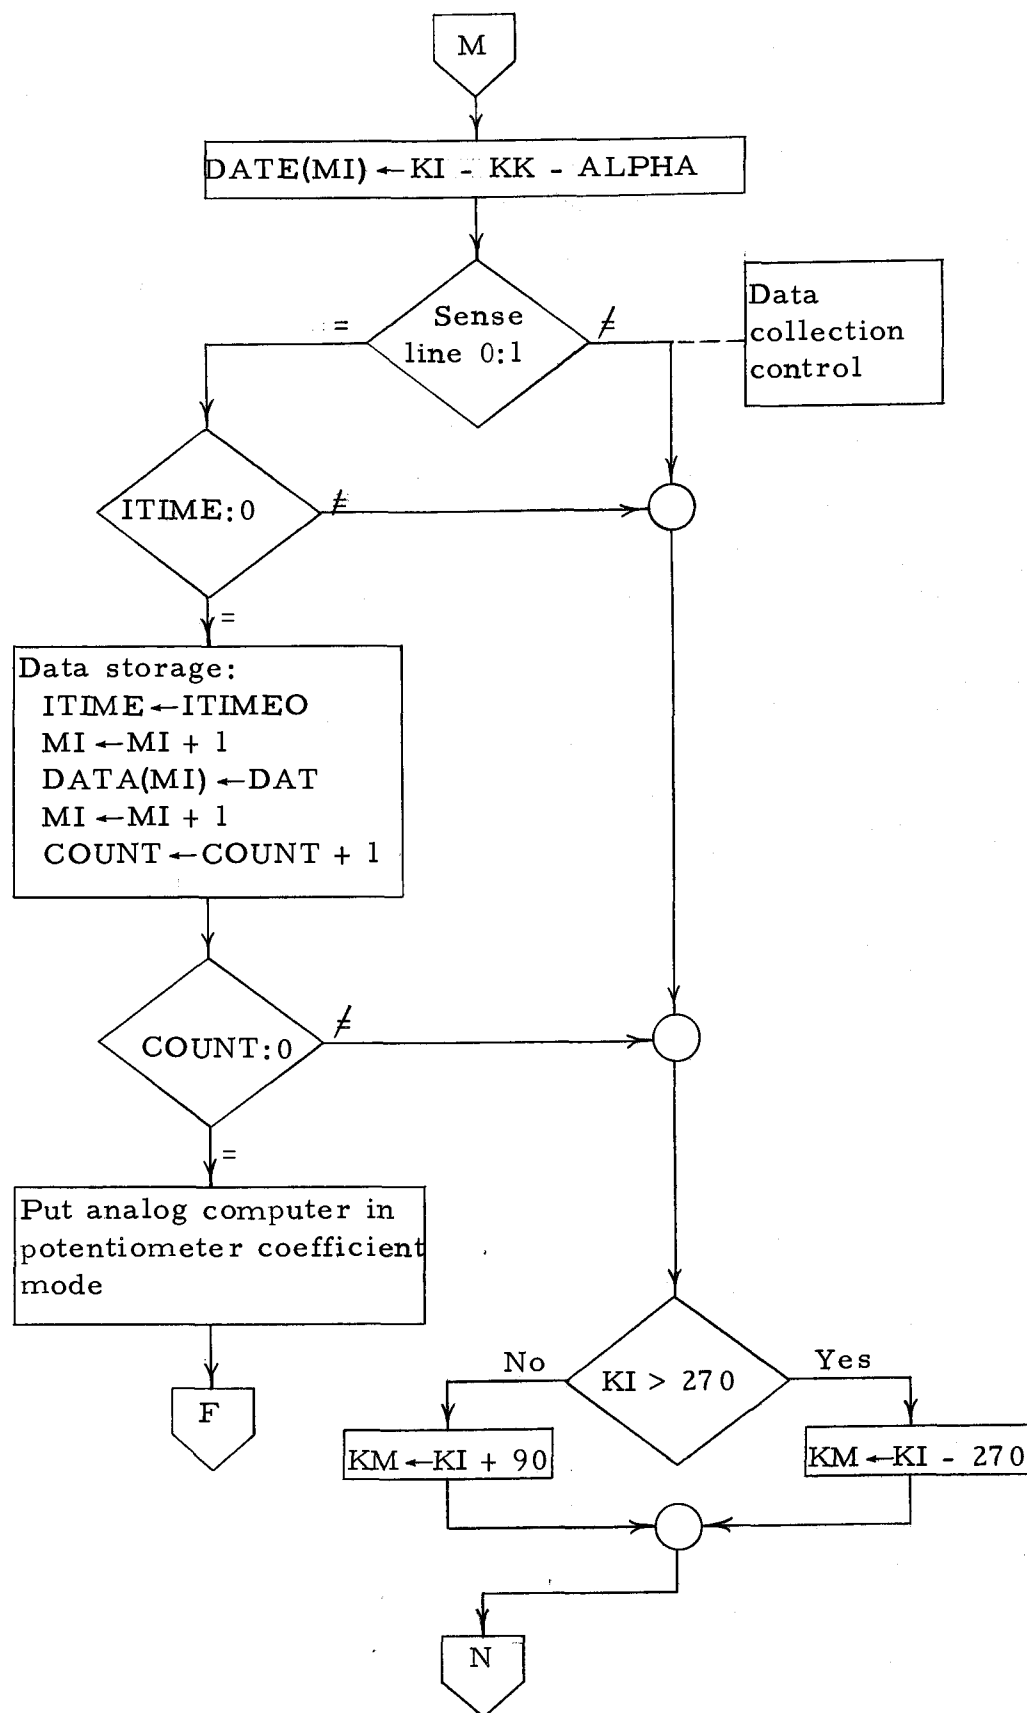 M
DATE(MI) ← KI - KK - ALPHA
Sense
line 0:1
=
≠
Data
collection
control
ITIME:0
≠
=
Data storage:
ITIME ← ITIMEO
MI ← MI + 1
DATA(MI) ← DAT
MI ← MI + 1
COUNT ← COUNT + 1
COUNT:0
≠
=
Put analog computer in
potentiometer coefficient
mode
F
KI > 270
No
Yes
KM ← KI + 90
KM ← KI - 270
N